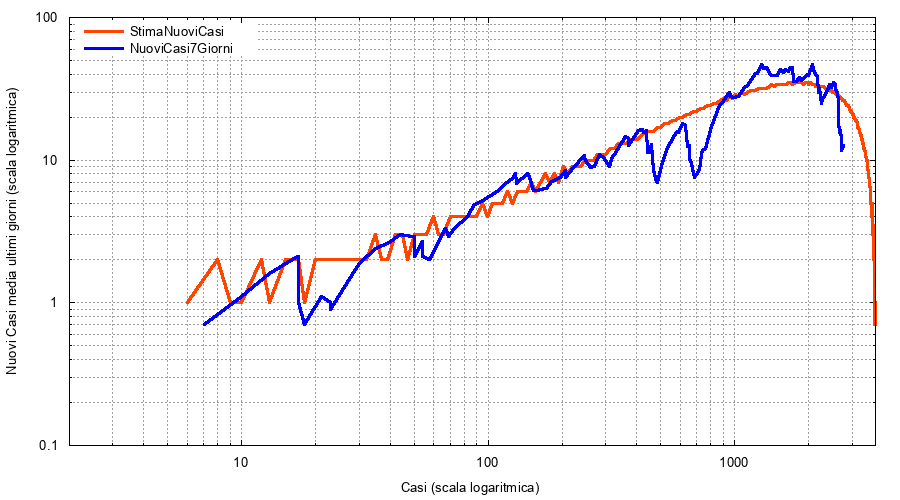 100
StimaNuoviCasi
NuoviCasi7Giorni
10
1
0.1
10
100
1000
Nuovi Casi media ultimi giorni (scala logaritmica)
Casi (scala logaritmica)